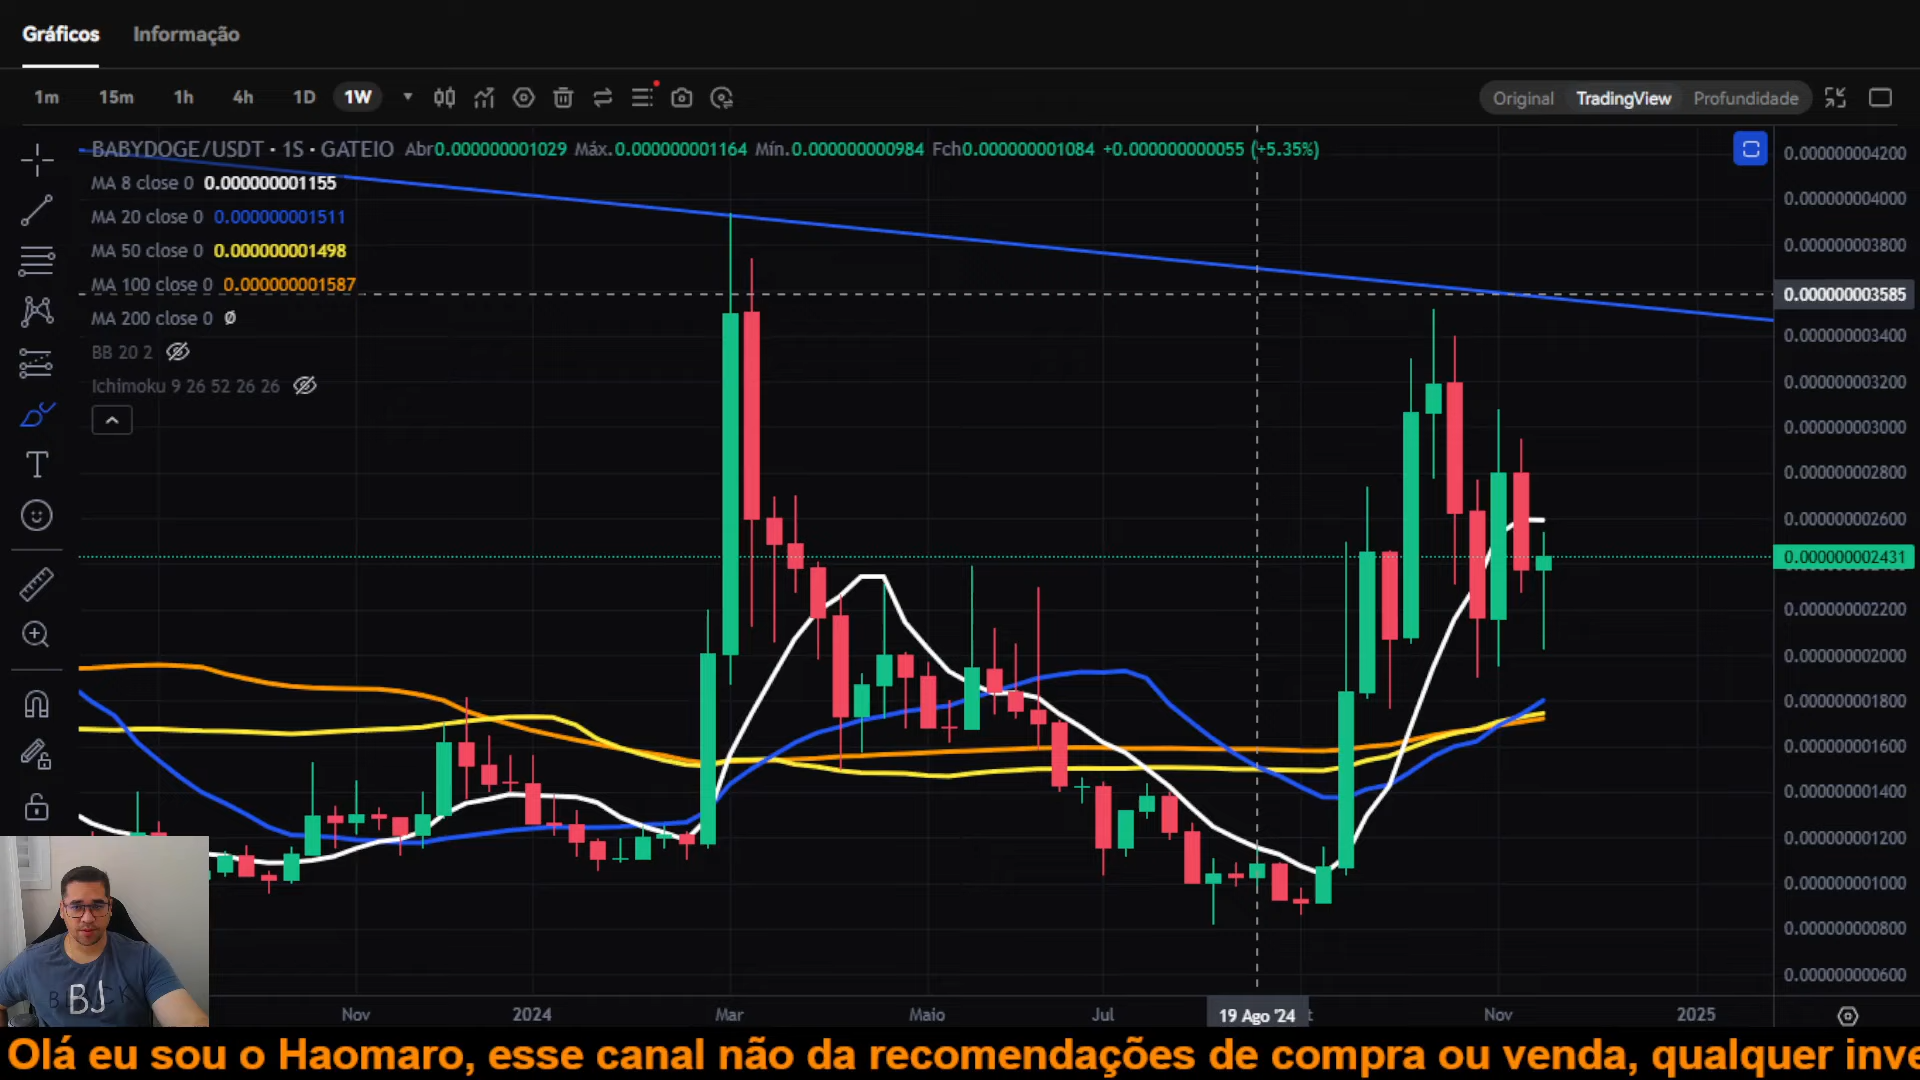 Gráficos Informação
1m 15m 1h 4h 1D 1W Original TradingView Profundidade
BABYDOGE/USDT · 1S · GATEIO Abr0.000000001029 Máx.0.000000001164 Mín.0.000000000984 Fch0.000000001084 +0.000000000055 (+5.35%)
MA 8 close 0 0.000000001155
MA 20 close 0 0.000000001511
MA 50 close 0 0.000000001498
MA 100 close 0 0.000000001587
MA 200 close 0 ø
BB 20 2
Ichimoku 9 26 52 26 26
0.000000004200
0.000000004000
0.000000003800
0.000000003585
0.000000003400
0.000000003200
0.000000003000
0.000000002800
0.000000002600
0.000000002431
0.000000002200
0.000000002000
0.000000001800
0.000000001600
0.000000001400
0.000000001200
0.000000001000
0.000000000800
0.000000000600
BJ
Nov 2024 Mar Maio Jul 19 Ago '24 Nov 2025
Olá eu sou o Haomaro, esse canal não da recomendações de compra ou venda, qualquer inve